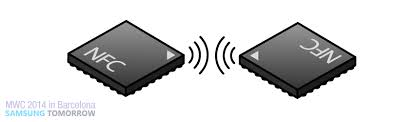 NFC
NFC
MWC 2014 in Barcelona
SAMSUNG TOMORROW